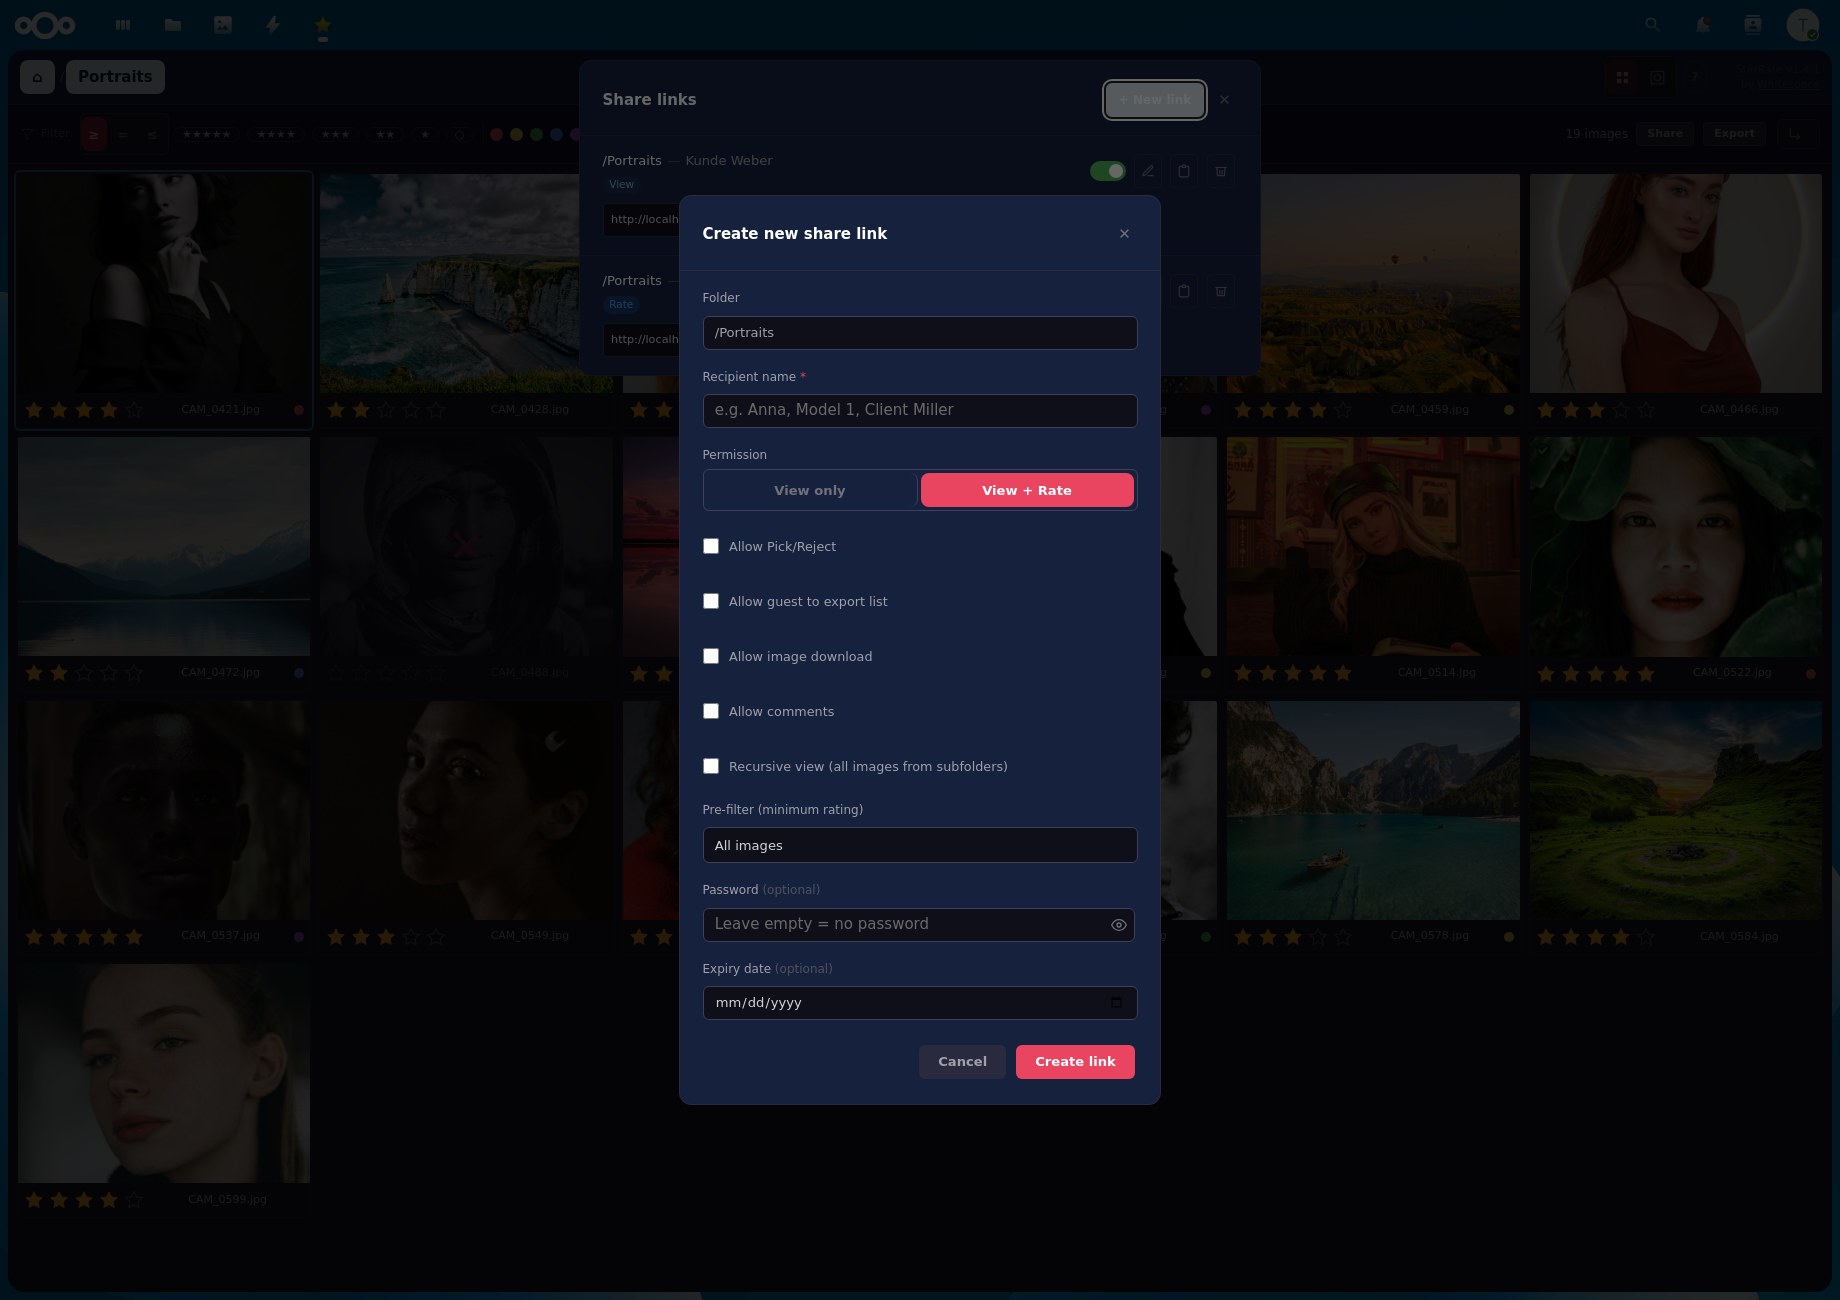 T
⌂
Portraits
Share links
+ New link
×
Filter
≥
=
≤
★★★★★
★★★★
★★★
★★
★
19 images
Share
Export
/Portraits — Kunde Weber
View
http://localh
/Portraits —
Rate
http://localh
Create new share link
×
Folder
/Portraits
Recipient name *
e.g. Anna, Model 1, Client Miller
Permission
View only
View + Rate
Allow Pick/Reject
Allow guest to export list
Allow image download
Allow comments
Recursive view (all images from subfolders)
Pre-filter (minimum rating)
All images
Password (optional)
Leave empty = no password
Expiry date (optional)
mm/dd/yyyy
Cancel
Create link
CAM_0421.jpg
CAM_0428.jpg
g
CAM_0459.jpg
CAM_0466.jpg
CAM_0472.jpg
CAM_0488.jpg
g
CAM_0514.jpg
CAM_0522.jpg
CAM_0537.jpg
CAM_0549.jpg
g
CAM_0578.jpg
CAM_0584.jpg
CAM_0599.jpg